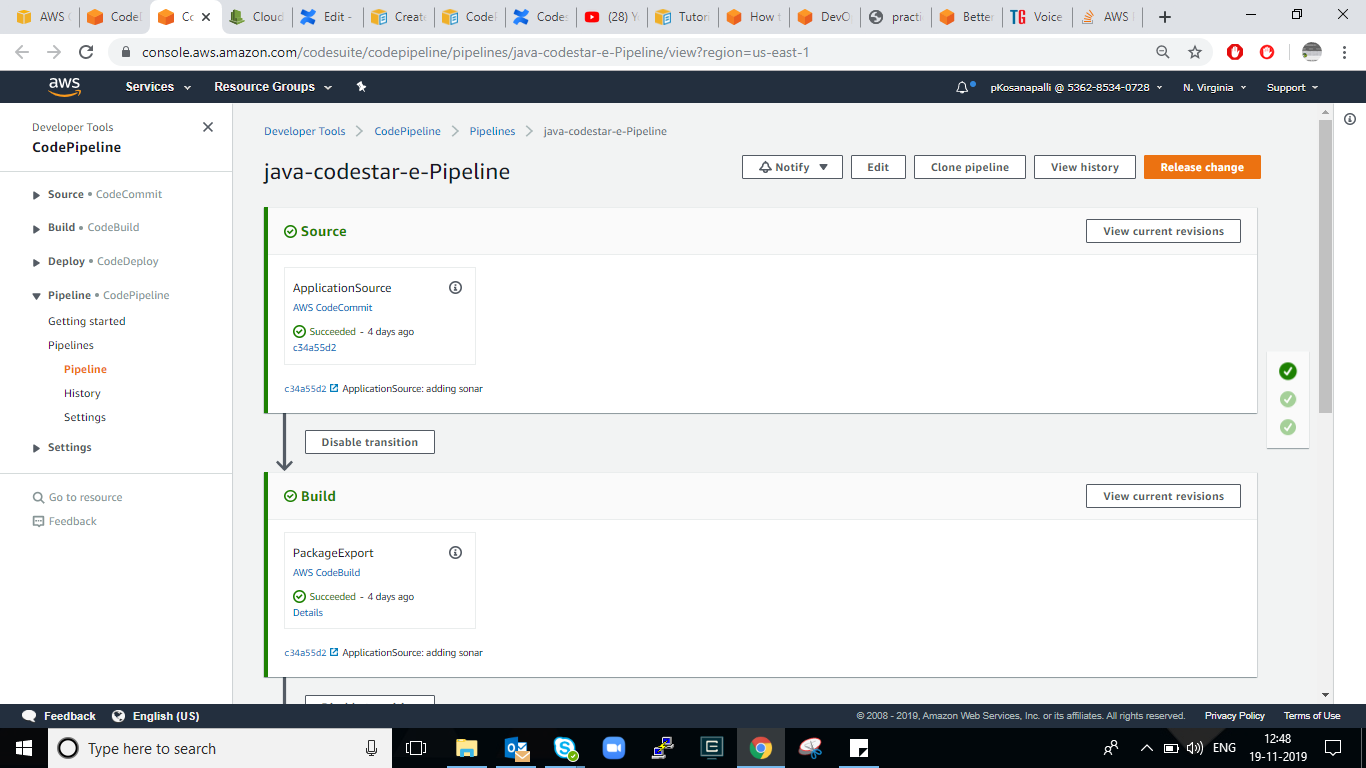 AWS
Code
Co
Cloud
Edit -
Creat
Code
Codes
(28) Y
Tutori
How t
DevO
practi
Better
TG Voice
AWS
console.aws.amazon.com/codesuite/codepipeline/pipelines/java-codestar-e-Pipeline/view?region=us-east-1
aws
Services
Resource Groups
pKosanapalli @ 5362-8534-0728
N. Virginia
Support
Developer Tools
CodePipeline
Source • CodeCommit
Build • CodeBuild
Deploy • CodeDeploy
Pipeline • CodePipeline
Getting started
Pipelines
Pipeline
History
Settings
Settings
Go to resource
Feedback
Developer Tools
CodePipeline
Pipelines
java-codestar-e-Pipeline
java-codestar-e-Pipeline
Notify
Edit
Clone pipeline
View history
Release change
Source
View current revisions
ApplicationSource
AWS CodeCommit
Succeeded - 4 days ago
c34a55d2
c34a55d2 ApplicationSource: adding sonar
Disable transition
Build
View current revisions
PackageExport
AWS CodeBuild
Succeeded - 4 days ago
Details
c34a55d2 ApplicationSource: adding sonar
Feedback
English (US)
© 2008 - 2019, Amazon Web Services, Inc. or its affiliates. All rights reserved.
Privacy Policy
Terms of Use
Type here to search
ENG
12:48
19-11-2019